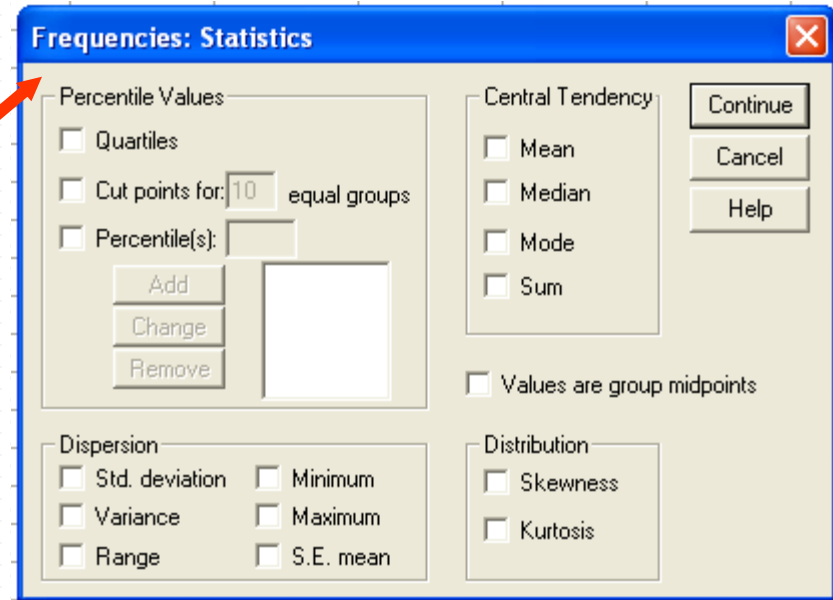 Frequencies: Statistics
Percentile Values
Quartiles
Cut points for: 10 equal groups
Percentile(s):
Add
Change
Remove
Central Tendency
Mean
Median
Mode
Sum
Continue
Cancel
Help
Values are group midpoints
Dispersion
Std. deviation
Minimum
Variance
Maximum
Range
S.E. mean
Distribution
Skewness
Kurtosis